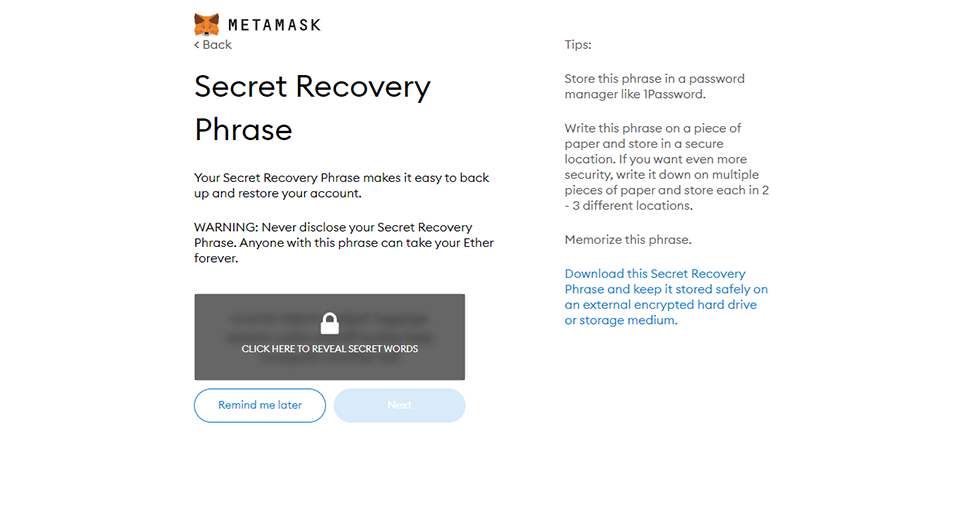 METAMASK
< Back
Secret Recovery
Phrase
Your Secret Recovery Phrase makes it easy to back
up and restore your account.
WARNING: Never disclose your Secret Recovery
Phrase. Anyone with this phrase can take your Ether
forever.
CLICK HERE TO REVEAL SECRET WORDS
Remind me later
Next
Tips:
Store this phrase in a password
manager like 1Password.
Write this phrase on a piece of
paper and store in a secure
location. If you want even more
security, write it down on multiple
pieces of paper and store each in 2
- 3 different locations.
Memorize this phrase.
Download this Secret Recovery
Phrase and keep it stored safely on
an external encrypted hard drive
or storage medium.